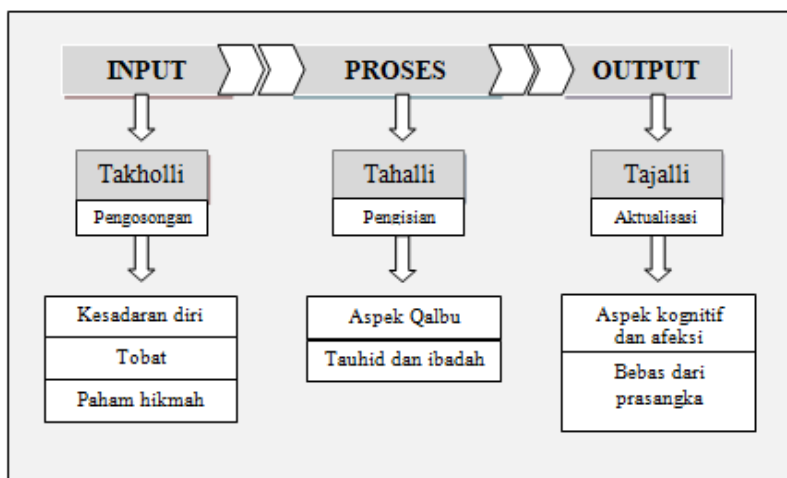 INPUT
PROSES
OUTPUT
Takholli
Pengosongan
Tahalli
Pengisian
Tajalli
Aktualisasi
Kesadaran diri
Tobat
Paham hikmah
Aspek Qalbu
Tauhid dan ibadah
Aspek kognitif
dan afeksi
Bebas dari
prasangka